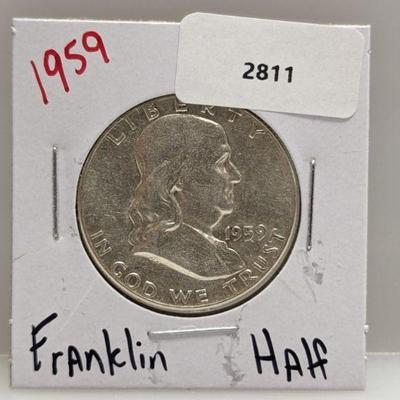 1959
2811
LIBERTY
1959
IN GOD WE TRUST
Franklin Half